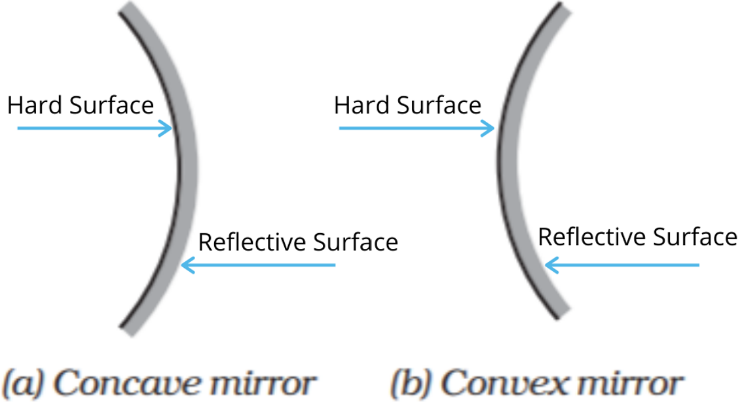 Hard Surface
Hard Surface
Reflective Surface
Reflective Surface
(a) Concave mirror
(b) Convex mirror